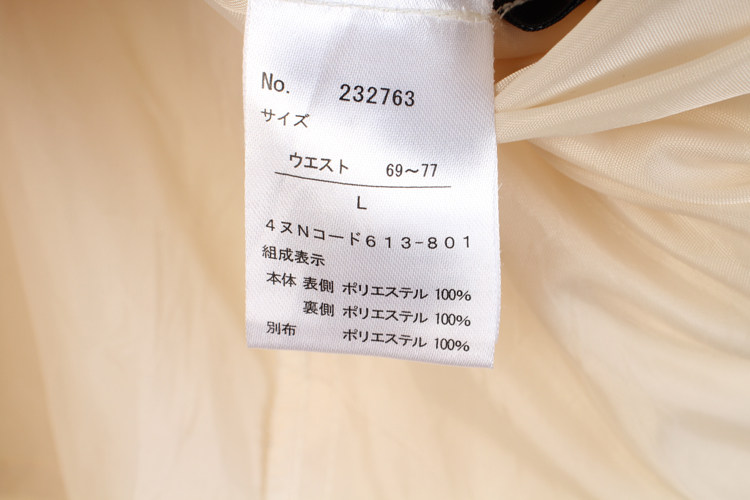 No. 232763
サイズ
ウエスト 69〜77
L
4ヌNコード613-801
組成表示
本体 表側 ポリエステル 100%
裏側 ポリエステル 100%
別布 ポリエステル 100%